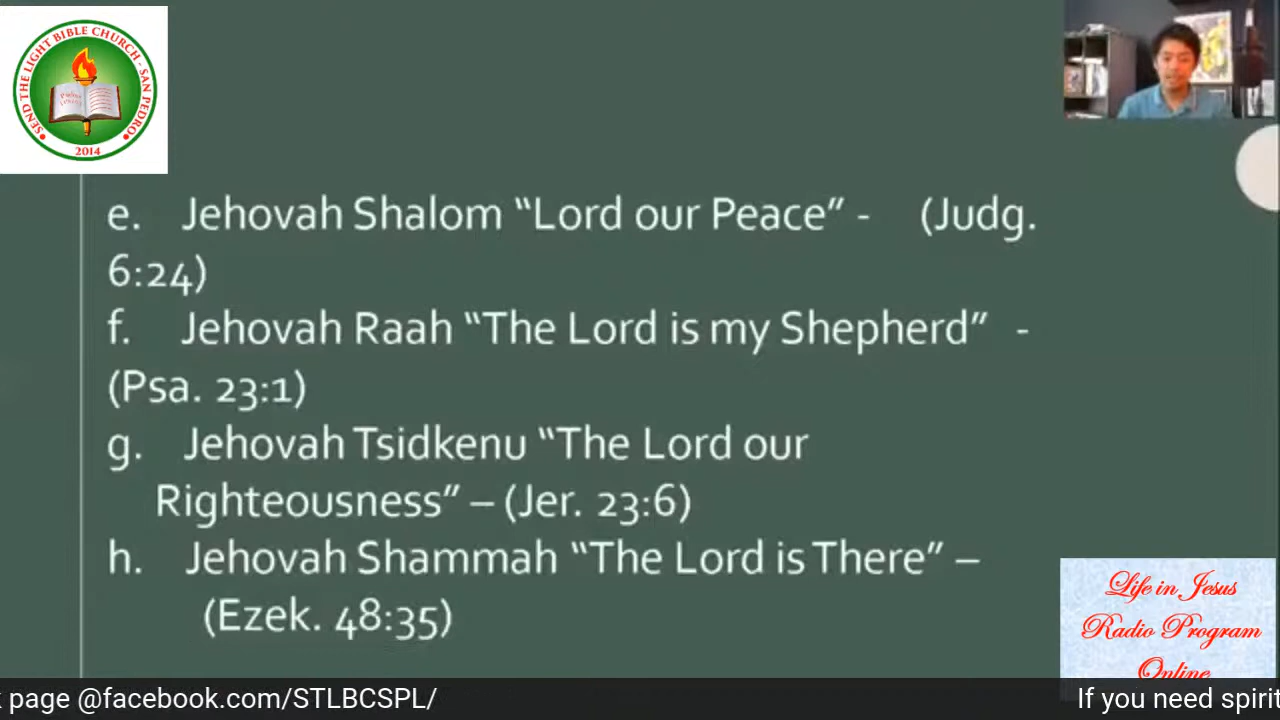 SEND THE LIGHT BIBLE CHURCH - SAN PEDRO
2014
e. Jehovah Shalom “Lord our Peace” - (Judg.
6:24)
f. Jehovah Raah “The Lord is my Shepherd” -
(Psa. 23:1)
g. Jehovah Tsidkenu “The Lord our
Righteousness” – (Jer. 23:6)
h. Jehovah Shammah “The Lord is There” –
(Ezek. 48:35)
Life in Jesus
Radio Program
Online
page @facebook.com/STLBCSPL/
If you need spirit